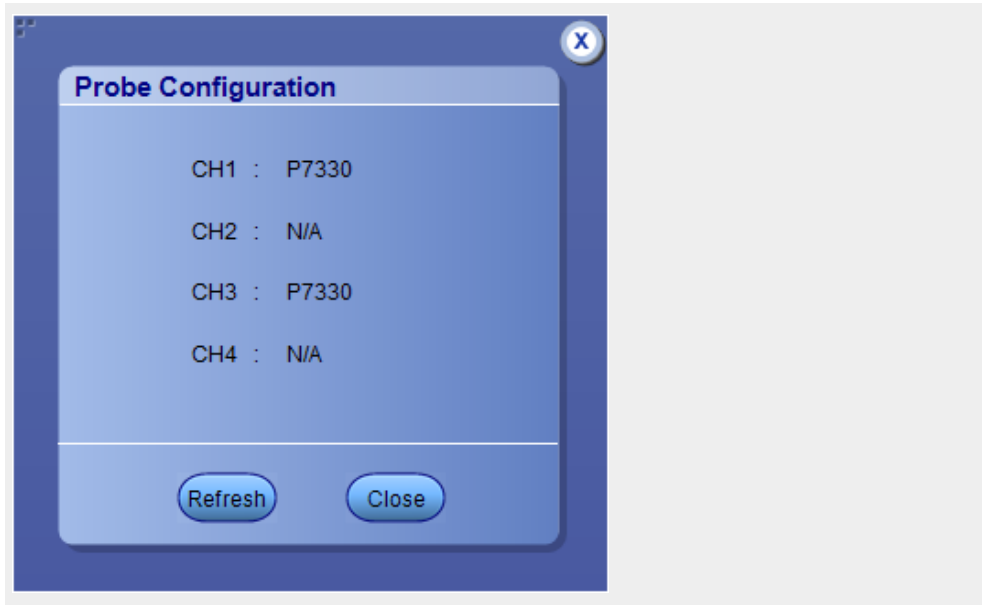 X
Probe Configuration
CH1 : P7330
CH2 : N/A
CH3 : P7330
CH4 : N/A
Refresh Close